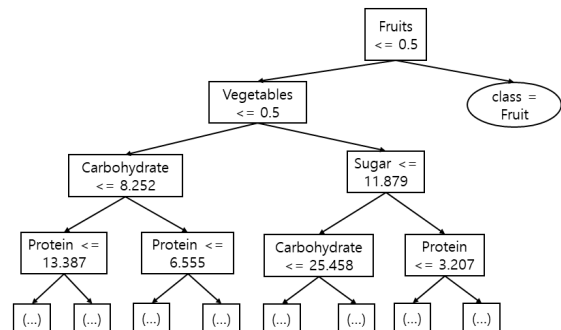 Fruits
<= 0.5
Vegetables
<= 0.5
class =
Fruit
Carbohydrate
<= 8.252
Sugar <=
11.879
Protein <=
13.387
Protein <=
6.555
Carbohydrate
<= 25.458
Protein
<= 3.207
(...)
(...)
(...)
(...)
(...)
(...)
(...)
(...)